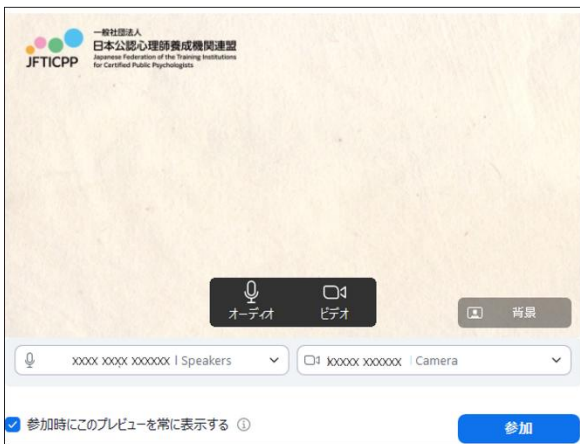 一般社団法人
日本公認心理師養成機関連盟
Japanese Federation of the Training Institutions
for Certified Public Psychologists
JFTICPP
オーディオ ビデオ
背景
xxxx xxxx xxxxxx | Speakers
xxxxx xxxxxx | Camera
参加時にこのプレビューを常に表示する
参加